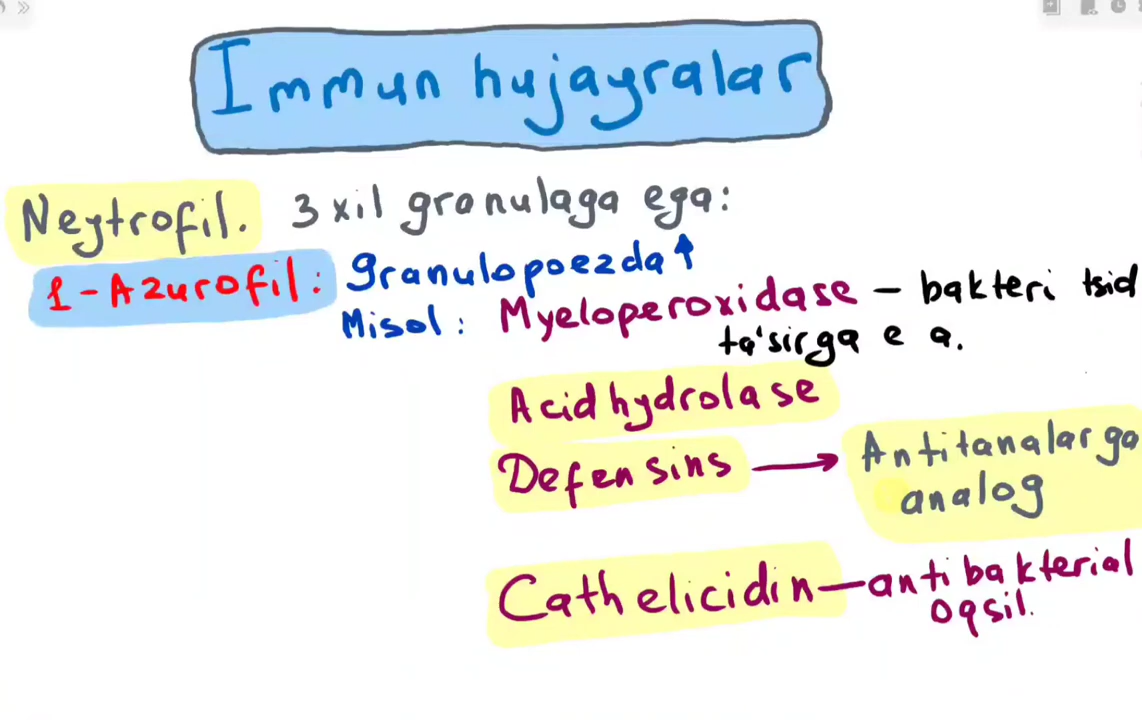 Immun hujayralar
Neytrofil. 3 xil granulaga ega:
1-Azurofil: granulopoezda↑
Misol: Myeloperoxidase - bakteri tsid
ta'sirga e a.
Acid hydrolase
Defensins → Antitanalarga
analog
Cathelicidin - antibakterial
oqsil.